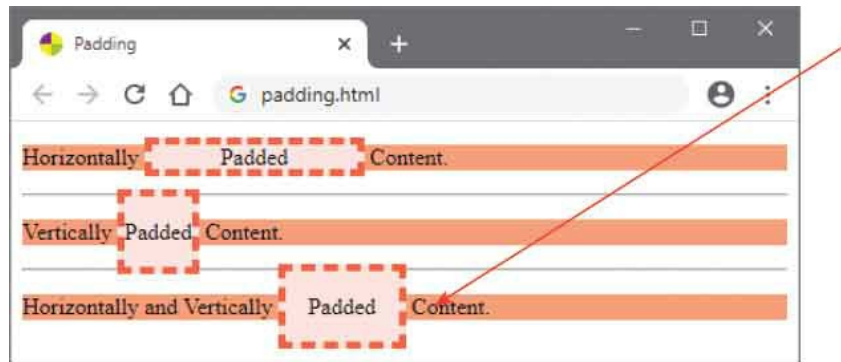 Padding
padding.html
Horizontally Padded Content.
Vertically Padded Content.
Horizontally and Vertically Padded Content.